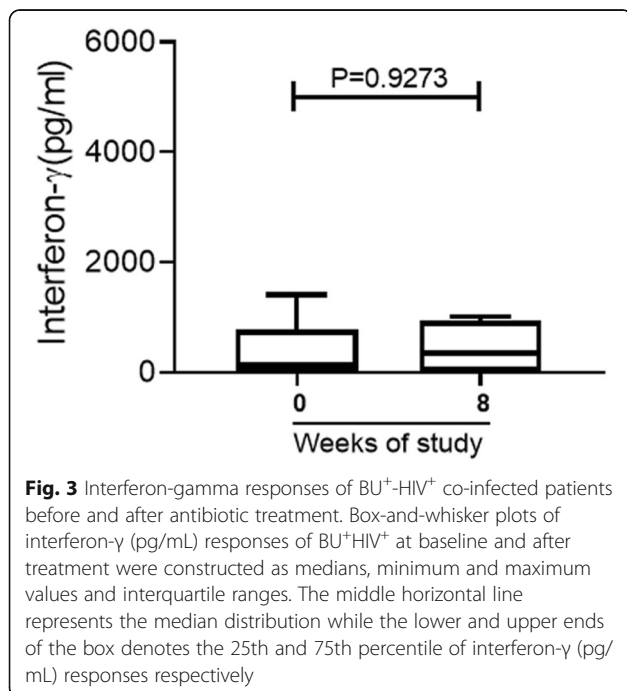 6000
4000
2000
0
Interferon-γ(pg/ml)
P=0.9273
0 8
Weeks of study
Fig. 3 Interferon-gamma responses of BU⁺-HIV⁺ co-infected patients
before and after antibiotic treatment. Box-and-whisker plots of
interferon-γ (pg/mL) responses of BU⁺HIV⁺ at baseline and after
treatment were constructed as medians, minimum and maximum
values and interquartile ranges. The middle horizontal line
represents the median distribution while the lower and upper ends
of the box denotes the 25th and 75th percentile of interferon-γ (pg/
mL) responses respectively